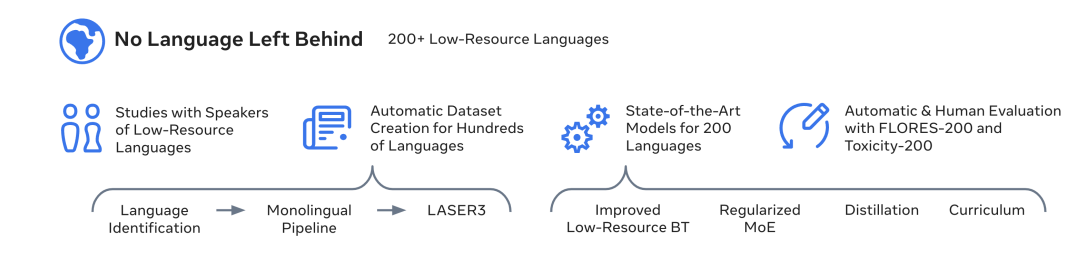 No Language Left Behind
200+ Low-Resource Languages
Studies with Speakers
of Low-Resource
Languages
Automatic Dataset
Creation for Hundreds
of Languages
State-of-the-Art
Models for 200
Languages
Automatic & Human Evaluation
with FLORES-200 and
Toxicity-200
Language
Identification
Monolingual
Pipeline
LASER3
Improved
Low-Resource BT
Regularized
MoE
Distillation
Curriculum